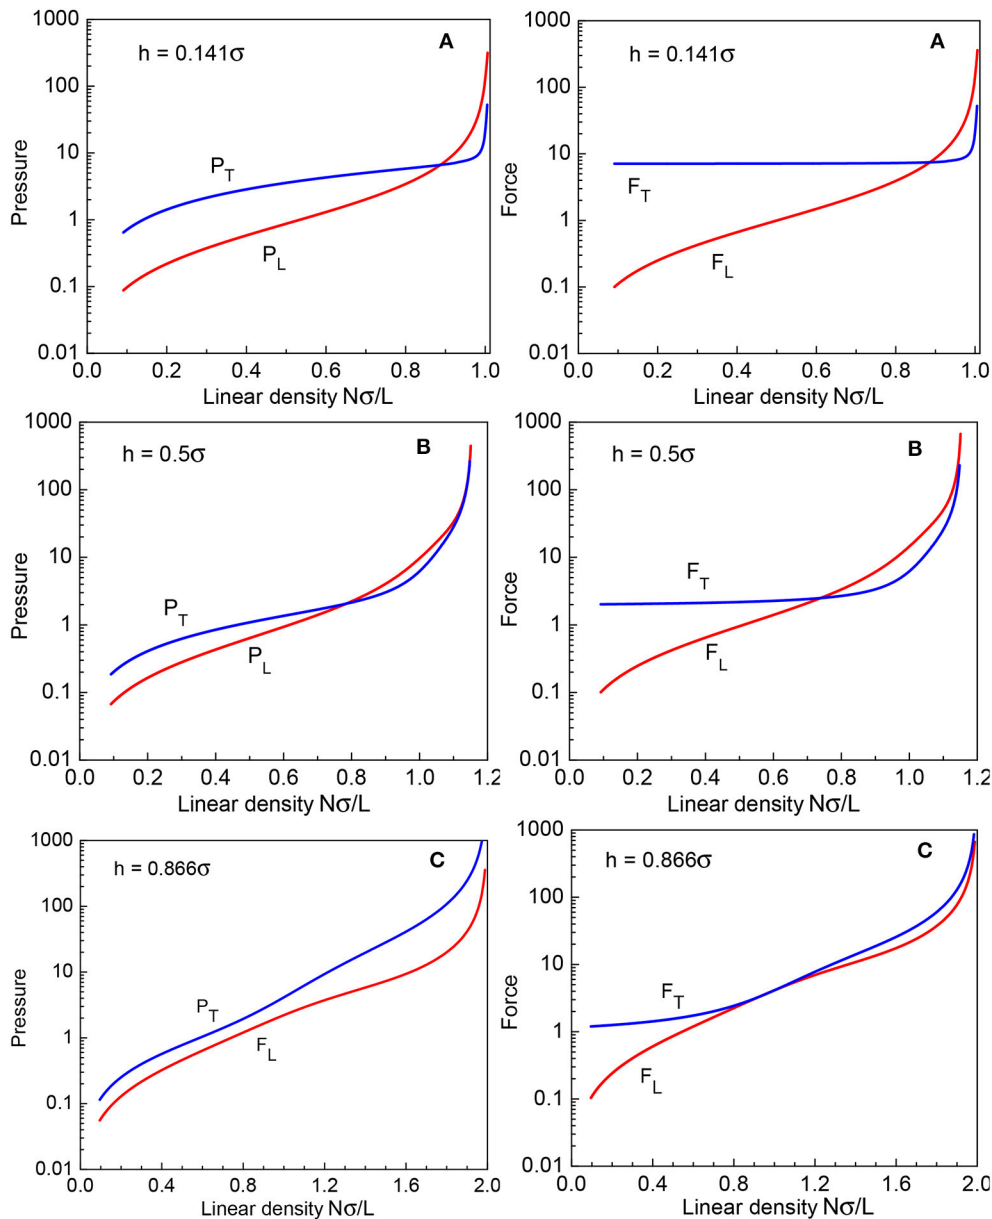 1000
100
10
1
0.1
0.01
Pressure
h = 0.141σ
A
P_T
P_L
0.0 0.2 0.4 0.6 0.8 1.0
Linear density Nσ/L
1000
100
10
1
0.1
0.01
Force
h = 0.141σ
A
F_T
F_L
0.0 0.2 0.4 0.6 0.8 1.0
Linear density Nσ/L
1000
100
10
1
0.1
0.01
Pressure
h = 0.5σ
B
P_T
P_L
0.0 0.2 0.4 0.6 0.8 1.0 1.2
Linear density Nσ/L
1000
100
10
1
0.1
0.01
Force
h = 0.5σ
B
F_T
F_L
0.0 0.2 0.4 0.6 0.8 1.0 1.2
Linear density Nσ/L
1000
100
10
1
0.1
0.01
Pressure
h = 0.866σ
C
P_T
F_L
0.0 0.4 0.8 1.2 1.6 2.0
Linear density Nσ/L
1000
100
10
1
0.1
0.01
Force
h = 0.866σ
C
F_T
F_L
0.0 0.4 0.8 1.2 1.6 2.0
Linear density Nσ/L